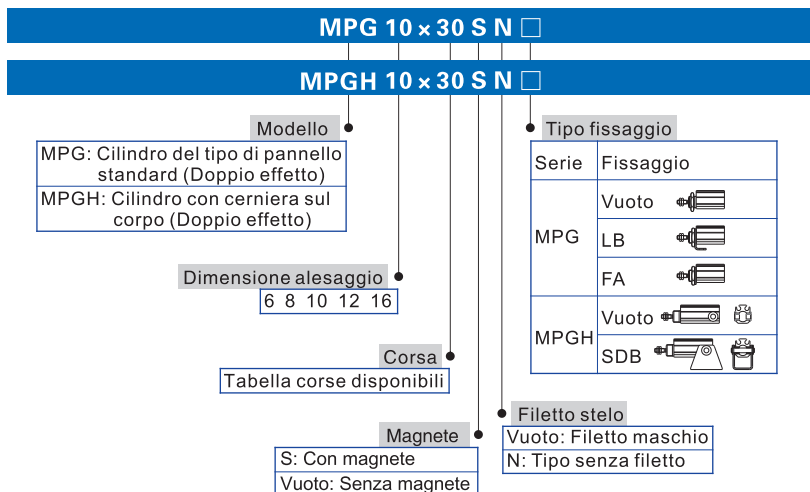 MPG 10 × 30 S N □
MPGH 10 × 30 S N □
Modello
MPG: Cilindro del tipo di pannello
standard (Doppio effetto)
MPGH: Cilindro con cerniera sul
corpo (Doppio effetto)
Dimensione alesaggio
6 8 10 12 16
Corsa
Tabella corse disponibili
Magnete
S: Con magnete
Vuoto: Senza magnete
Filetto stelo
Vuoto: Filetto maschio
N: Tipo senza filetto
Tipo fissaggio
Serie Fissaggio
MPG
Vuoto
LB
FA
MPGH
Vuoto
SDB